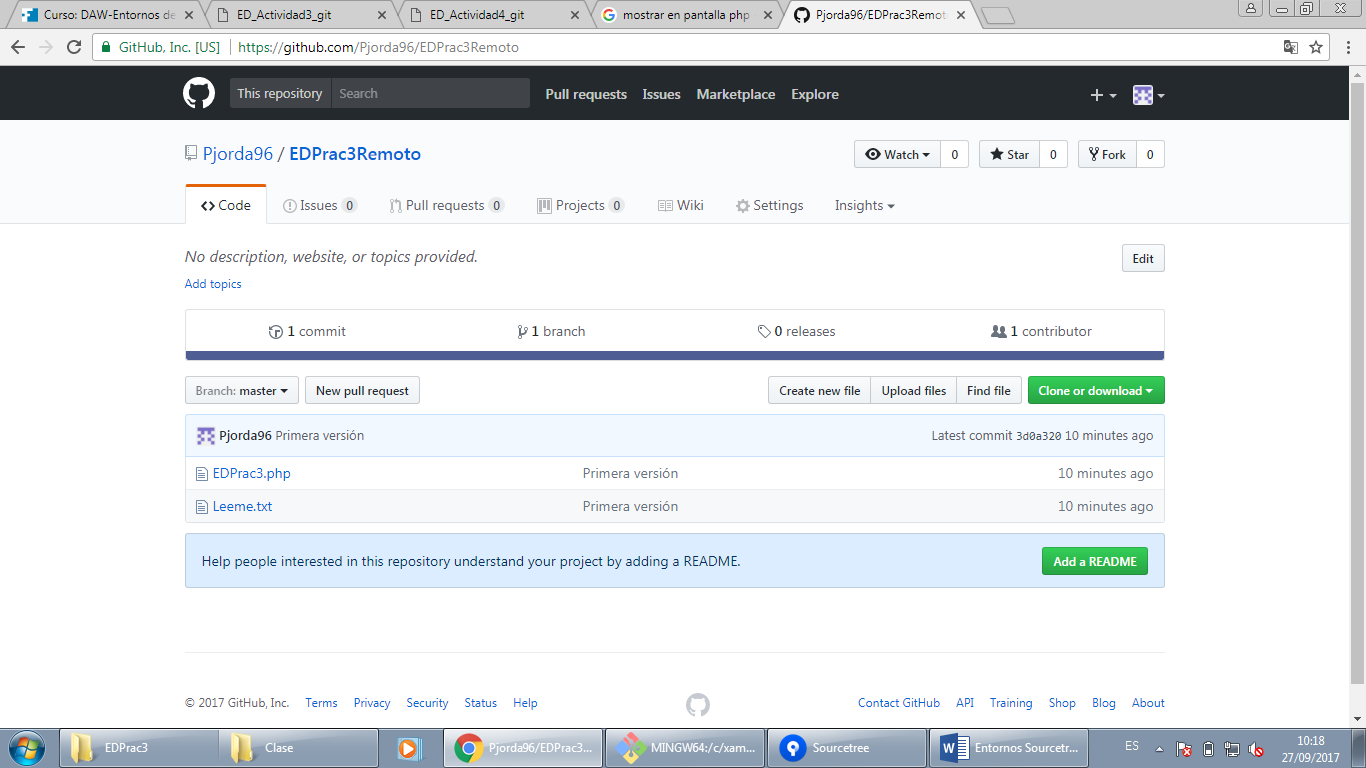 Curso: DAW-Entornos de
ED_Actividad3_git
ED_Actividad4_git
mostrar en pantalla php
Pjorda96/EDPrac3Remoto
GitHub, Inc. [US]
https://github.com/Pjorda96/EDPrac3Remoto
This repository
Search
Pull requests
Issues
Marketplace
Explore
Pjorda96 / EDPrac3Remoto
Watch 0
Star 0
Fork 0
Code
Issues 0
Pull requests 0
Projects 0
Wiki
Settings
Insights
No description, website, or topics provided.
Edit
Add topics
1 commit
1 branch
0 releases
1 contributor
Branch: master
New pull request
Create new file
Upload files
Find file
Clone or download
Pjorda96 Primera versión
Latest commit 3d0a320 10 minutes ago
EDPrac3.php
Primera versión
10 minutes ago
Leeme.txt
Primera versión
10 minutes ago
Help people interested in this repository understand your project by adding a README.
Add a README
© 2017 GitHub, Inc.
Terms
Privacy
Security
Status
Help
Contact GitHub
API
Training
Shop
Blog
About
EDPrac3
Clase
Pjorda96/EDPrac3...
MINGW64:/c/xam...
Sourcetree
Entornos Sourcetr...
ES
10:18
27/09/2017